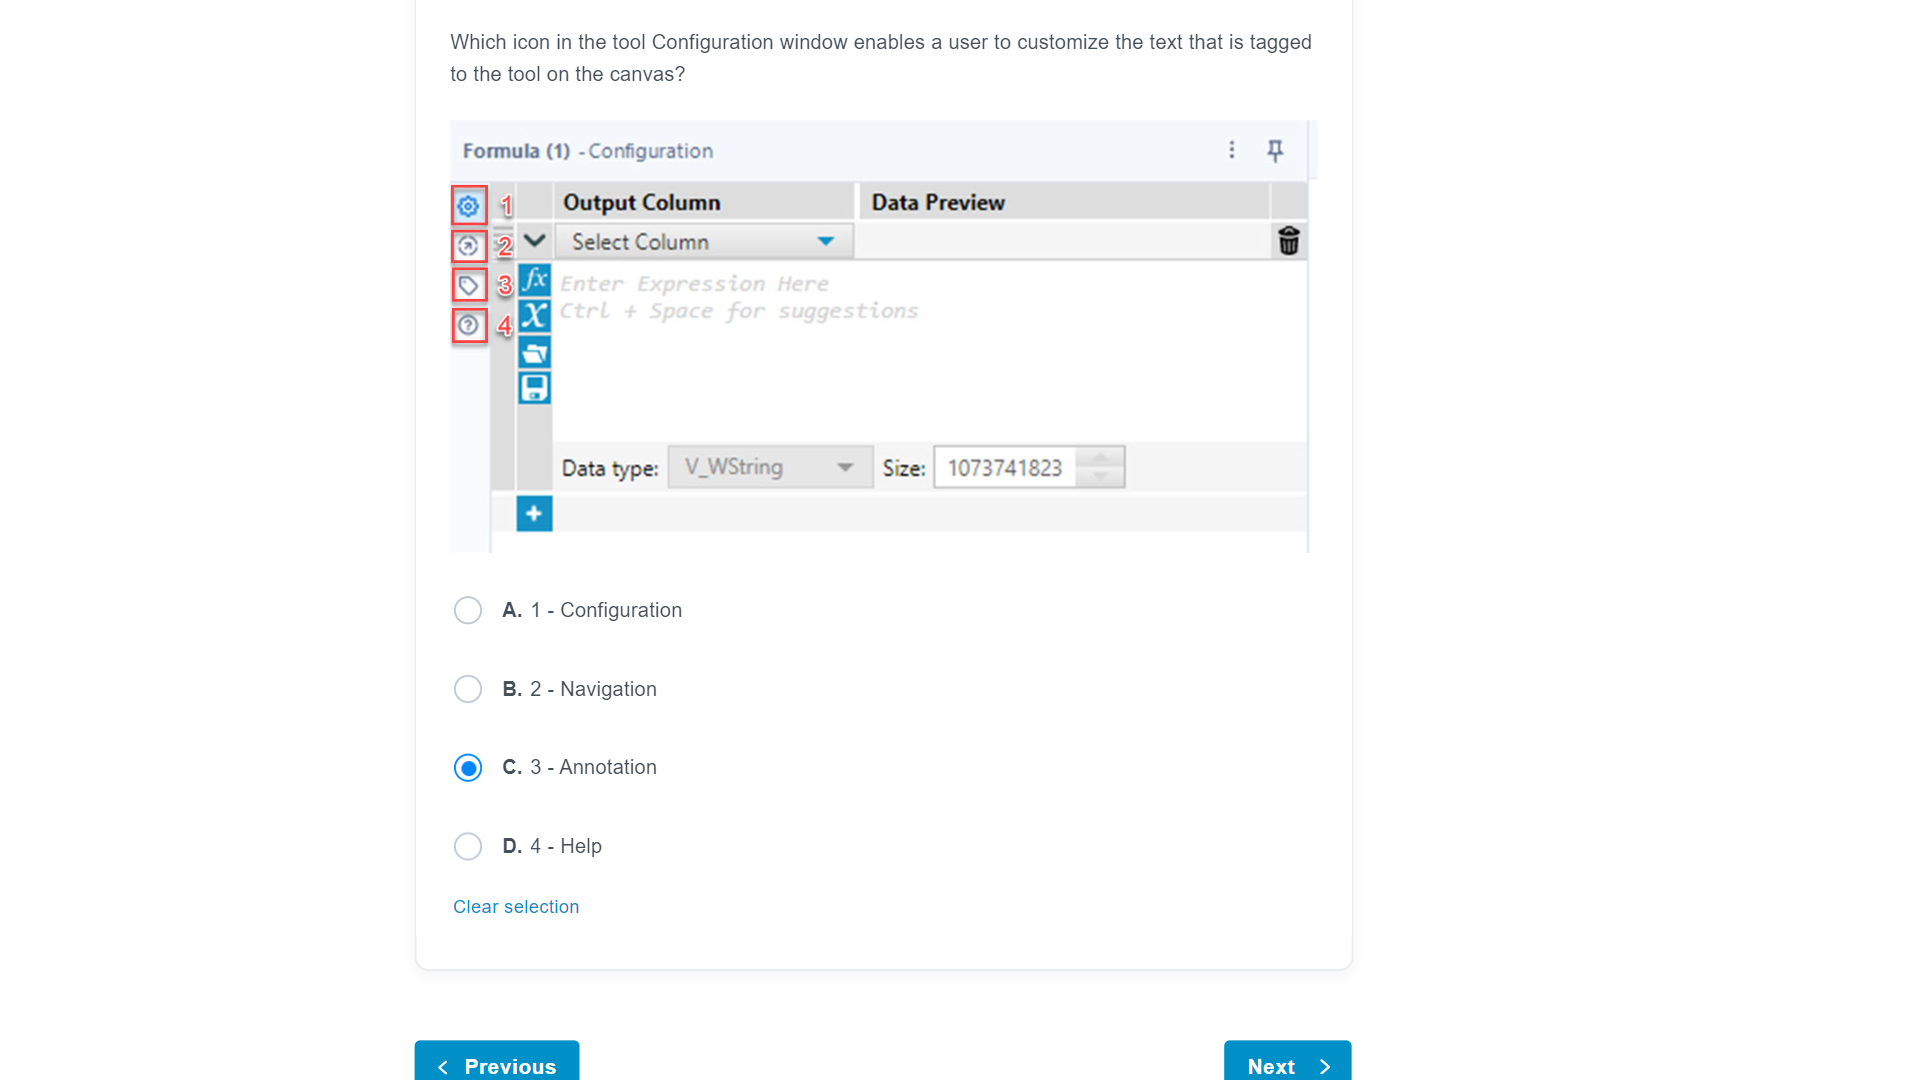 Which icon in the tool Configuration window enables a user to customize the text that is tagged
to the tool on the canvas?
Formula (1) - Configuration
1 Output Column Data Preview
2 Select Column
3 fx Enter Expression Here
Ctrl + Space for suggestions
4 X
Data type: V_WString Size: 1073741823
A. 1 - Configuration
B. 2 - Navigation
C. 3 - Annotation
D. 4 - Help
Clear selection
Previous
Next